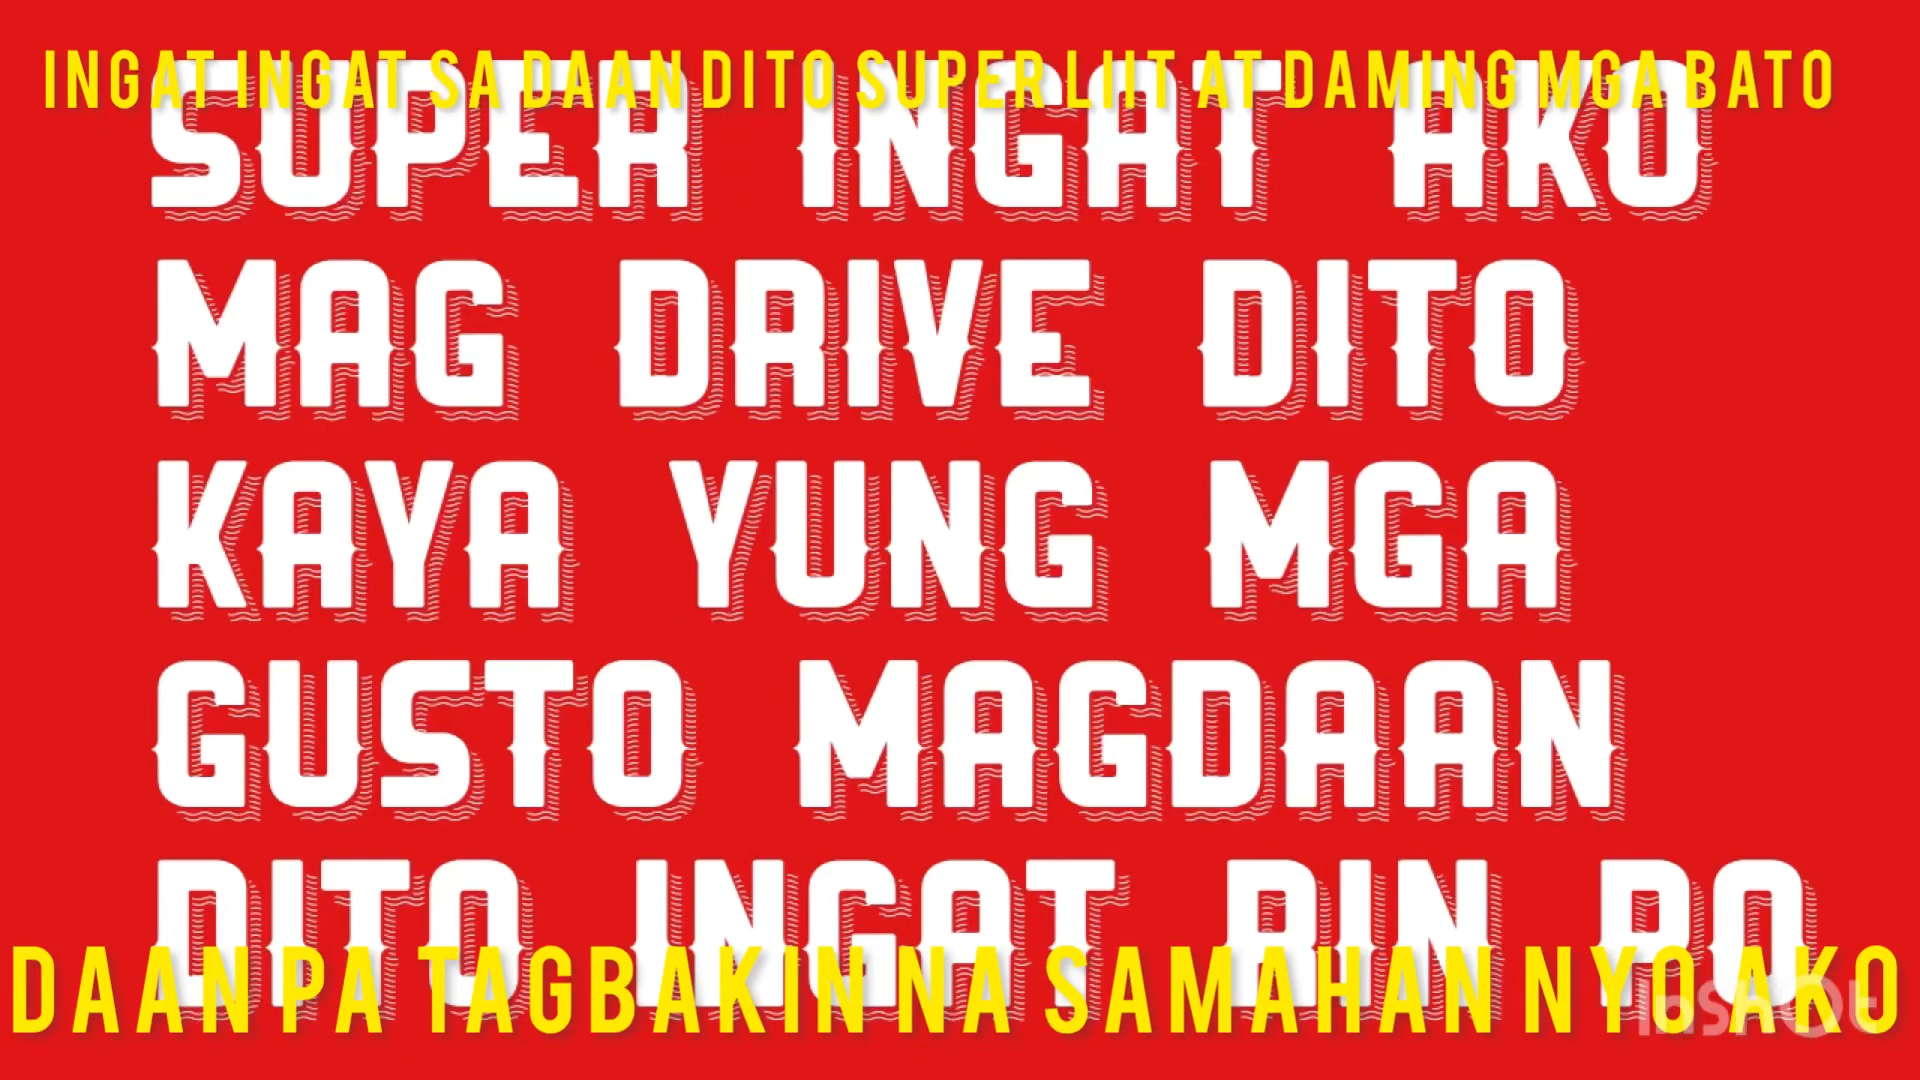 INGAT INGAT SA DAAN DITO SUPER LIIT AT DAMING MGA BATO
SUPER INGAT AKO
MAG DRIVE DITO
KAYA YUNG MGA
GUSTO MAGDAAN
DITO INGAT RIN PO
DAAN PA TAGBAKIN NA SAMAHAN NYO AKO
InShOt